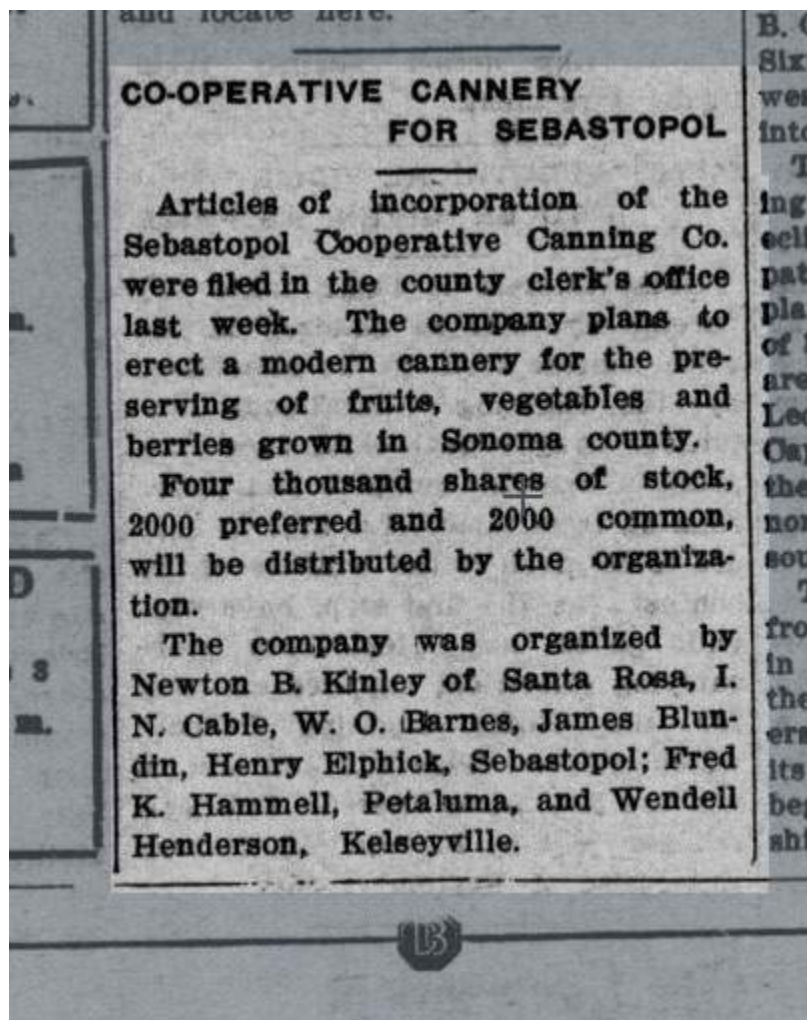 and locate here.
CO-OPERATIVE CANNERY
FOR SEBASTOPOL
Articles of incorporation of the
Sebastopol Cooperative Canning Co.
were filed in the county clerk's office
last week. The company plans to
erect a modern cannery for the pre-
serving of fruits, vegetables and
berries grown in Sonoma county.
Four thousand shares of stock,
2000 preferred and 2000 common,
will be distributed by the organiza-
tion.
The company was organized by
Newton B. Kinley of Santa Rosa, I.
N. Cable, W. O. Barnes, James Blun-
din, Henry Elphick, Sebastopol; Fred
K. Hammell, Petaluma, and Wendell
Henderson, Kelseyville.